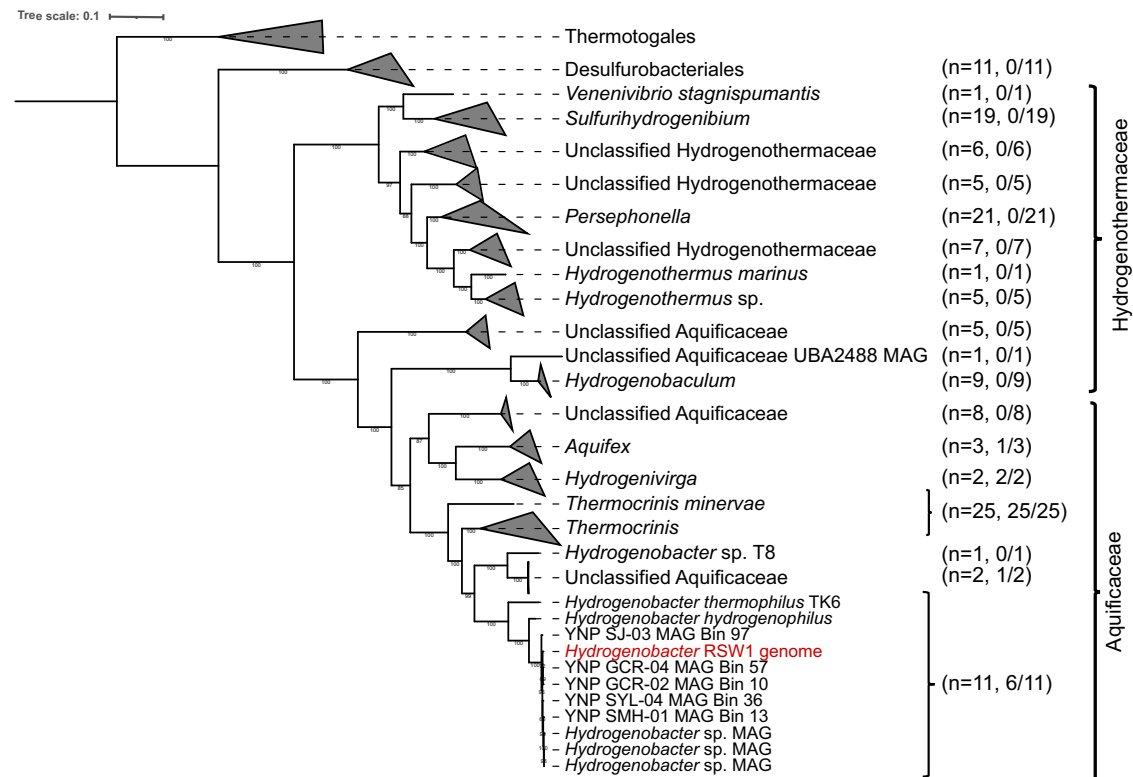 Tree scale: 0.1
Thermotogales
Desulfurobacteriales (n=11, 0/11)
Venenivibrio stagnispumantis (n=1, 0/1)
Sulfurihydrogenibium (n=19, 0/19)
Unclassified Hydrogenothermaceae (n=6, 0/6)
Unclassified Hydrogenothermaceae (n=5, 0/5)
Persephonella (n=21, 0/21)
Unclassified Hydrogenothermaceae (n=7, 0/7)
Hydrogenothermus marinus (n=1, 0/1)
Hydrogenothermus sp. (n=5, 0/5)
Unclassified Aquificaceae (n=5, 0/5)
Unclassified Aquificaceae UBA2488 MAG (n=1, 0/1)
Hydrogenobaculum (n=9, 0/9)
Hydrogenothermaceae
Unclassified Aquificaceae (n=8, 0/8)
Aquifex (n=3, 1/3)
Hydrogenivirga (n=2, 2/2)
Thermocrinis minervae
Thermocrinis
(n=25, 25/25)
Hydrogenobacter sp. T8 (n=1, 0/1)
Unclassified Aquificaceae (n=2, 1/2)
Hydrogenobacter thermophilus TK6
Hydrogenobacter hydrogenophilus
YNP SJ-03 MAG Bin 97
Hydrogenobacter RSW1 genome
YNP GCR-04 MAG Bin 57
YNP GCR-02 MAG Bin 10
YNP SYL-04 MAG Bin 36
YNP SMH-01 MAG Bin 13
Hydrogenobacter sp. MAG
Hydrogenobacter sp. MAG
Hydrogenobacter sp. MAG
(n=11, 6/11)
Aquificaceae